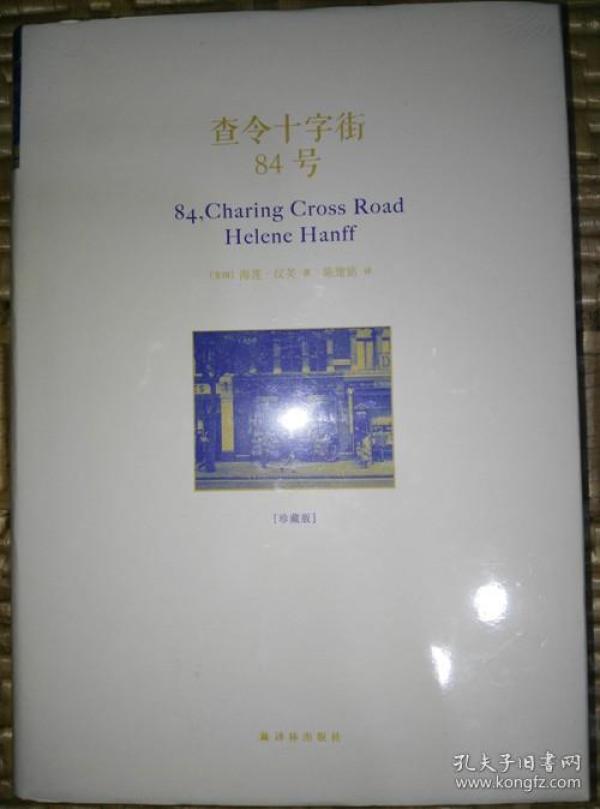 查令十字街
84号
84, Charing Cross Road
Helene Hanff
[美国] 海莲·汉芙 著 陈建铭 译
[珍藏版]
译林出版社
孔夫子旧书网
www.kongfz.com